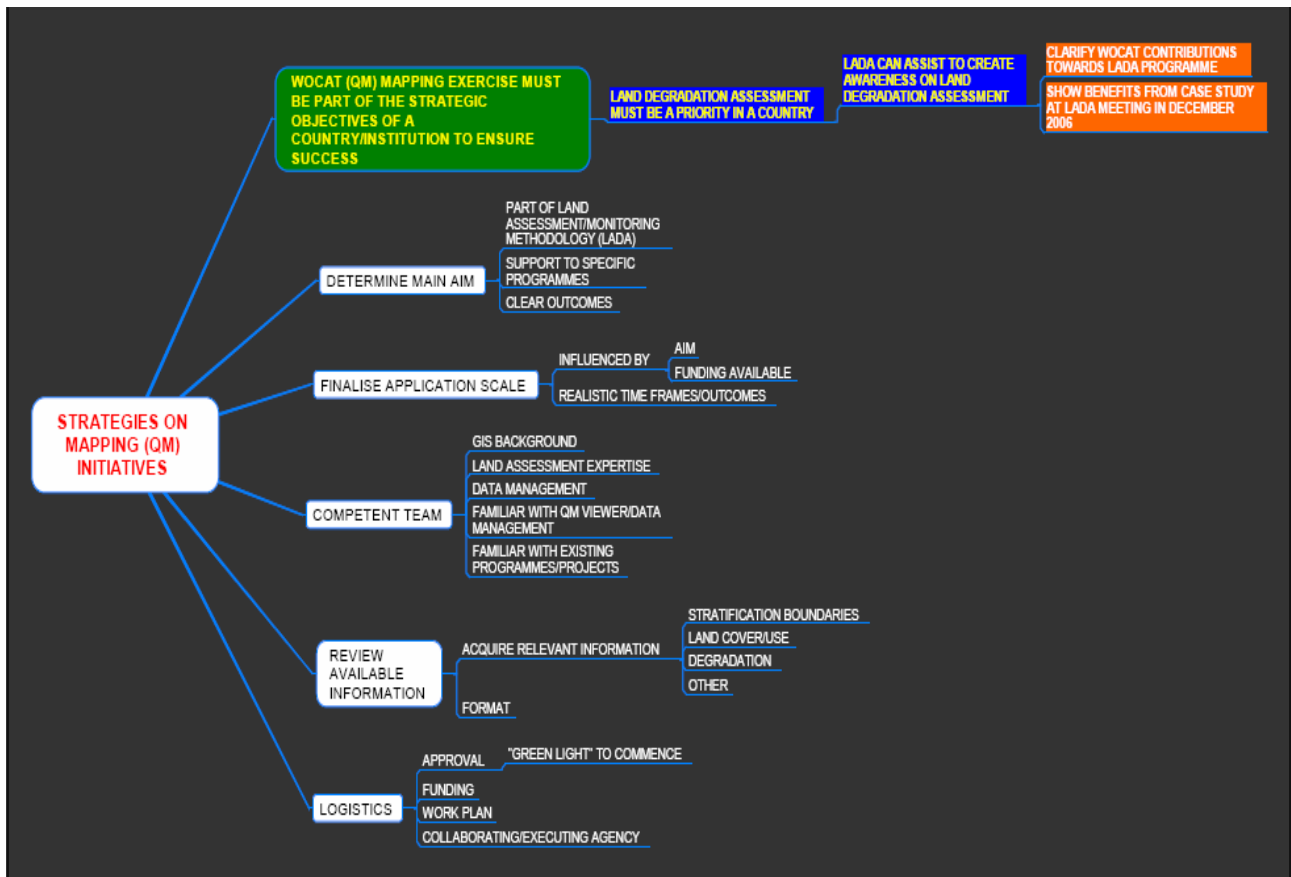 STRATEGIES ON
MAPPING (QM)
INITIATIVES
WOCAT (QM) MAPPING EXERCISE MUST
BE PART OF THE STRATEGIC
OBJECTIVES OF A
COUNTRY/INSTITUTION TO ENSURE
SUCCESS
LAND DEGRADATION ASSESSMENT
MUST BE A PRIORITY IN A COUNTRY
LADA CAN ASSIST TO CREATE
AWARENESS ON LAND
DEGRADATION ASSESSMENT
CLARIFY WOCAT CONTRIBUTIONS
TOWARDS LADA PROGRAMME
SHOW BENEFITS FROM CASE STUDY
AT LADA MEETING IN DECEMBER
2006
DETERMINE MAIN AIM
PART OF LAND
ASSESSMENT/MONITORING
METHODOLOGY (LADA)
SUPPORT TO SPECIFIC
PROGRAMMES
CLEAR OUTCOMES
FINALISE APPLICATION SCALE
INFLUENCED BY
AIM
FUNDING AVAILABLE
REALISTIC TIME FRAMES/OUTCOMES
COMPETENT TEAM
GIS BACKGROUND
LAND ASSESSMENT EXPERTISE
DATA MANAGEMENT
FAMILIAR WITH QM VIEWER/DATA
MANAGEMENT
FAMILIAR WITH EXISTING
PROGRAMMES/PROJECTS
REVIEW
AVAILABLE
INFORMATION
ACQUIRE RELEVANT INFORMATION
STRATIFICATION BOUNDARIES
LAND COVER/USE
DEGRADATION
OTHER
FORMAT
LOGISTICS
APPROVAL
"GREEN LIGHT" TO COMMENCE
FUNDING
WORK PLAN
COLLABORATING/EXECUTING AGENCY